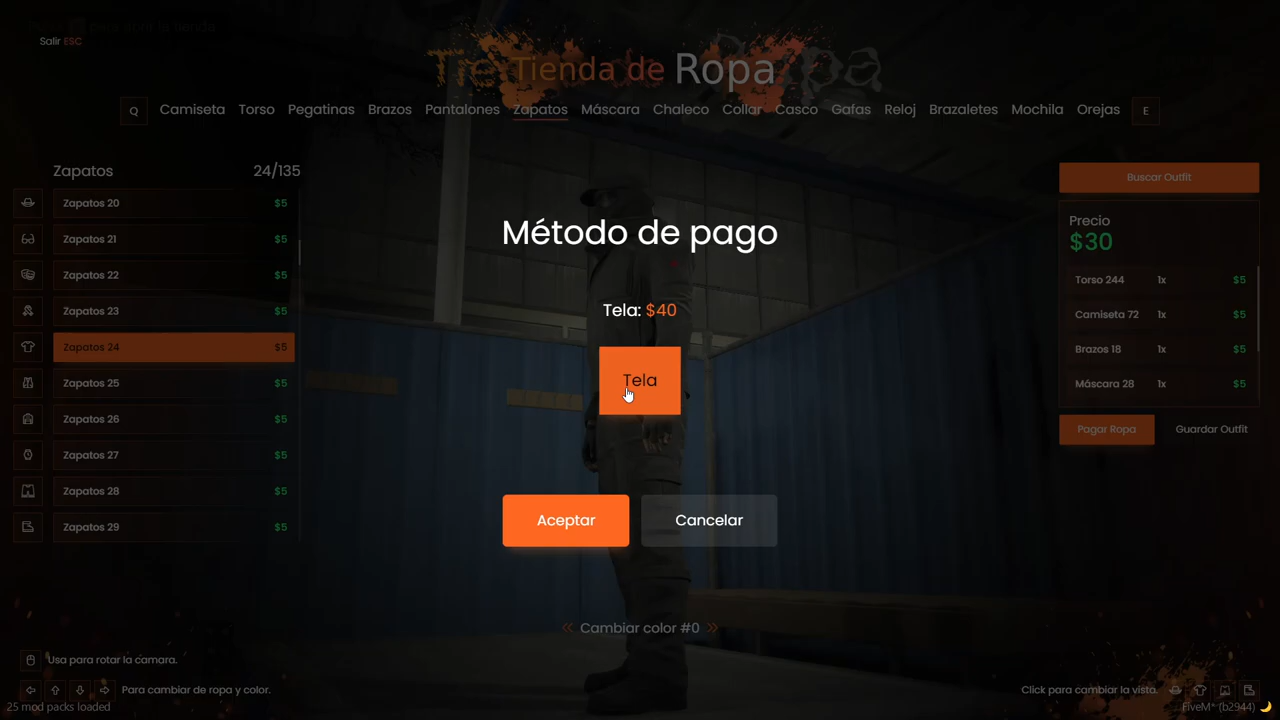 Salir ESC
Tienda de Ropa
Q Camiseta Torso Pegatinas Brazos Pantalones Zapatos Máscara Chaleco Collar Casco Gafas Reloj Brazaletes Mochila Orejas E
Zapatos 24/135
Zapatos 20 $5
Zapatos 21 $5
Zapatos 22 $5
Zapatos 23 $5
Zapatos 24 $5
Zapatos 25 $5
Zapatos 26 $5
Zapatos 27 $5
Zapatos 28 $5
Zapatos 29 $5
Método de pago
Tela: $40
Tela
Aceptar Cancelar
Cambiar color #0
Buscar Outfit
Precio
$30
Torso 244 1x $5
Camiseta 72 1x $5
Brazos 18 1x $5
Máscara 28 1x $5
Pagar Ropa Guardar Outfit
Usa para rotar la camara.
Para cambiar de ropa y color.
Click para cambiar la vista.
25 mod packs loaded
FiveM* (b2944)